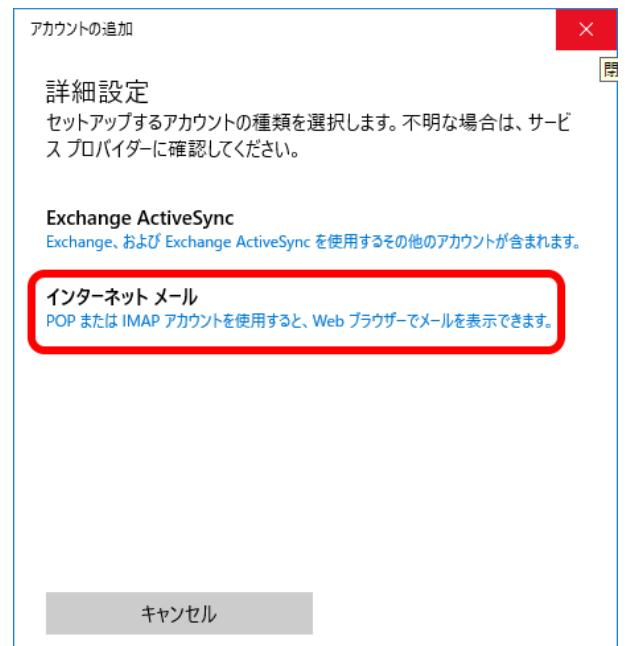 アカウントの追加
詳細設定
セットアップするアカウントの種類を選択します。不明な場合は、サービ
ス プロバイダーに確認してください。
Exchange ActiveSync
Exchange、および Exchange ActiveSync を使用するその他のアカウントが含まれます。
インターネット メール
POP または IMAP アカウントを使用すると、Web ブラウザーでメールを表示できます。
キャンセル